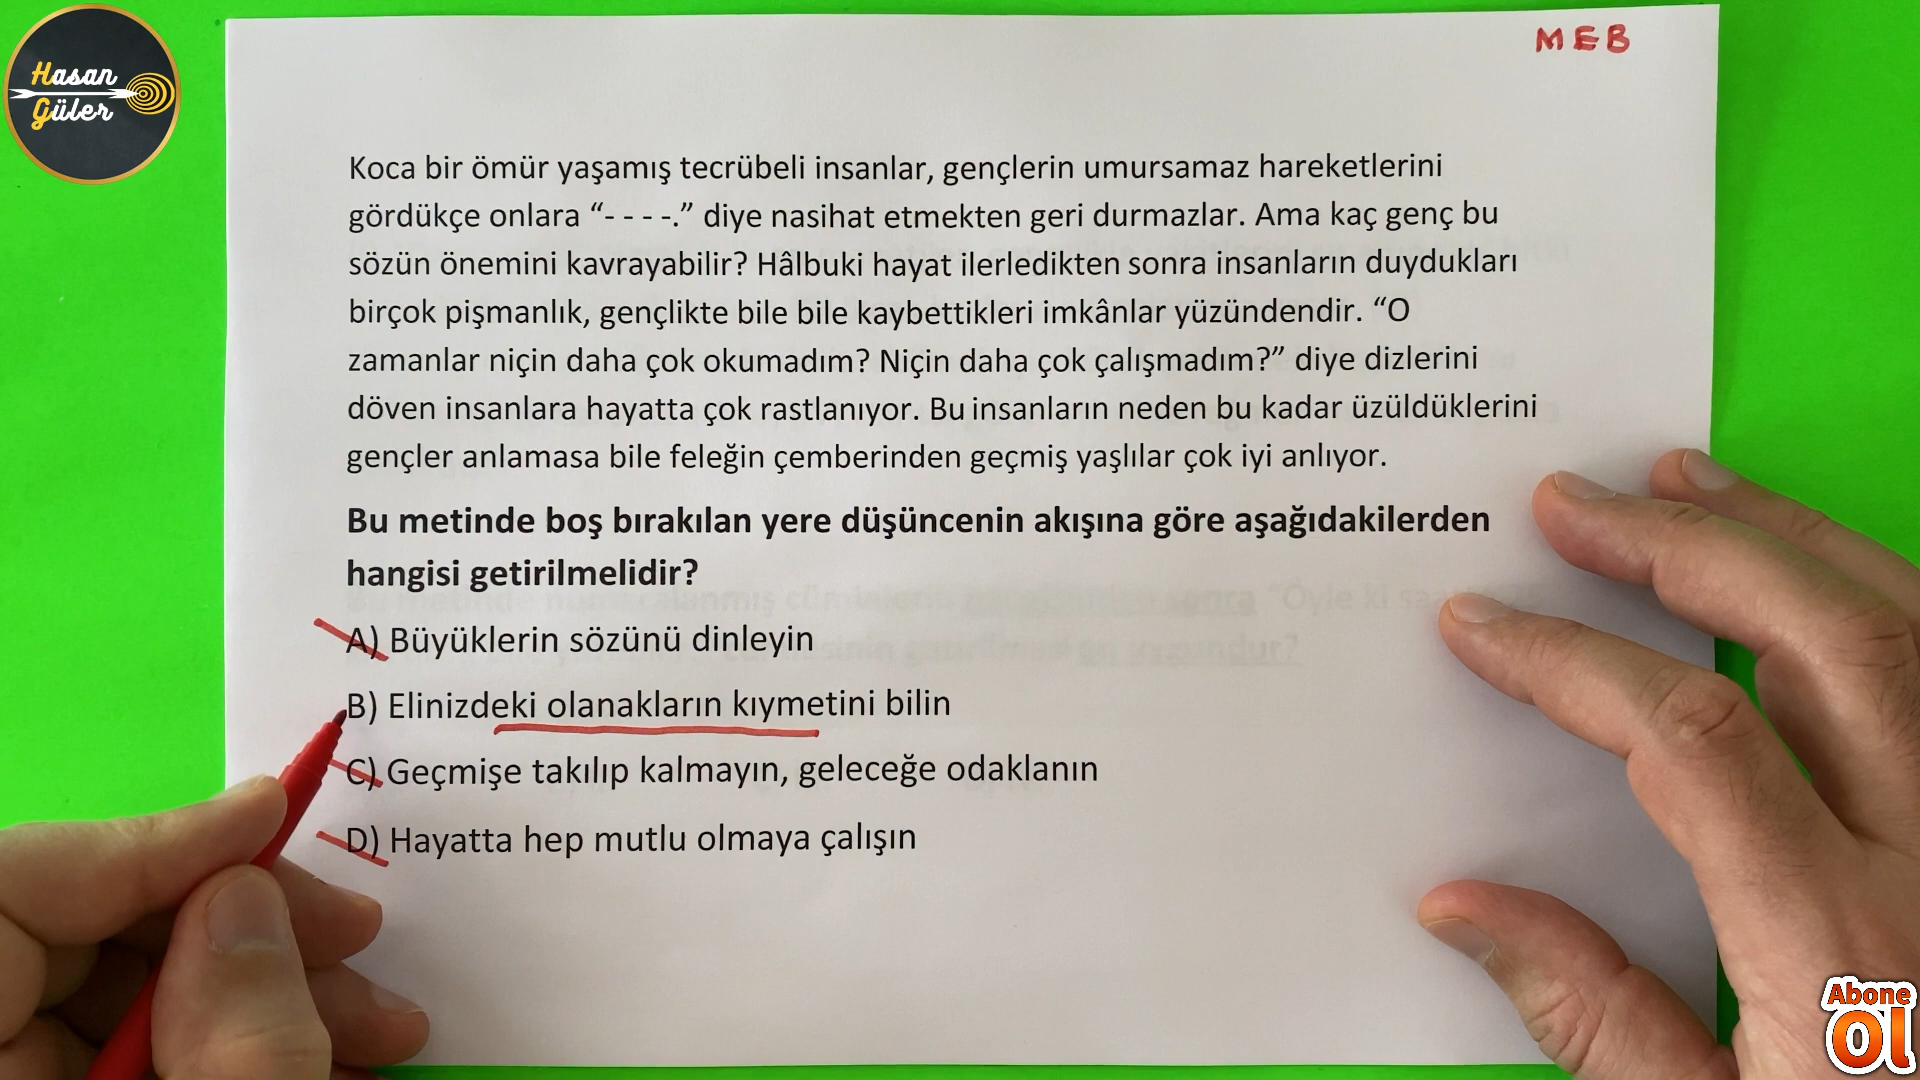 Hasan
Güler
MEB
Koca bir ömür yaşamış tecrübeli insanlar, gençlerin umursamaz hareketlerini
gördükçe onlara “- - - -.” diye nasihat etmekten geri durmazlar. Ama kaç genç bu
sözün önemini kavrayabilir? Hâlbuki hayat ilerledikten sonra insanların duydukları
birçok pişmanlık, gençlikte bile bile kaybettikleri imkânlar yüzündendir. “O
zamanlar niçin daha çok okumadım? Niçin daha çok çalışmadım?” diye dizlerini
döven insanlara hayatta çok rastlanıyor. Bu insanların neden bu kadar üzüldüklerini
gençler anlamasa bile feleğin çemberinden geçmiş yaşlılar çok iyi anlıyor.
Bu metinde boş bırakılan yere düşüncenin akışına göre aşağıdakilerden
hangisi getirilmelidir?
A) Büyüklerin sözünü dinleyin
B) Elinizdeki olanakların kıymetini bilin
C) Geçmişe takılıp kalmayın, geleceğe odaklanın
D) Hayatta hep mutlu olmaya çalışın
Abone
Ol